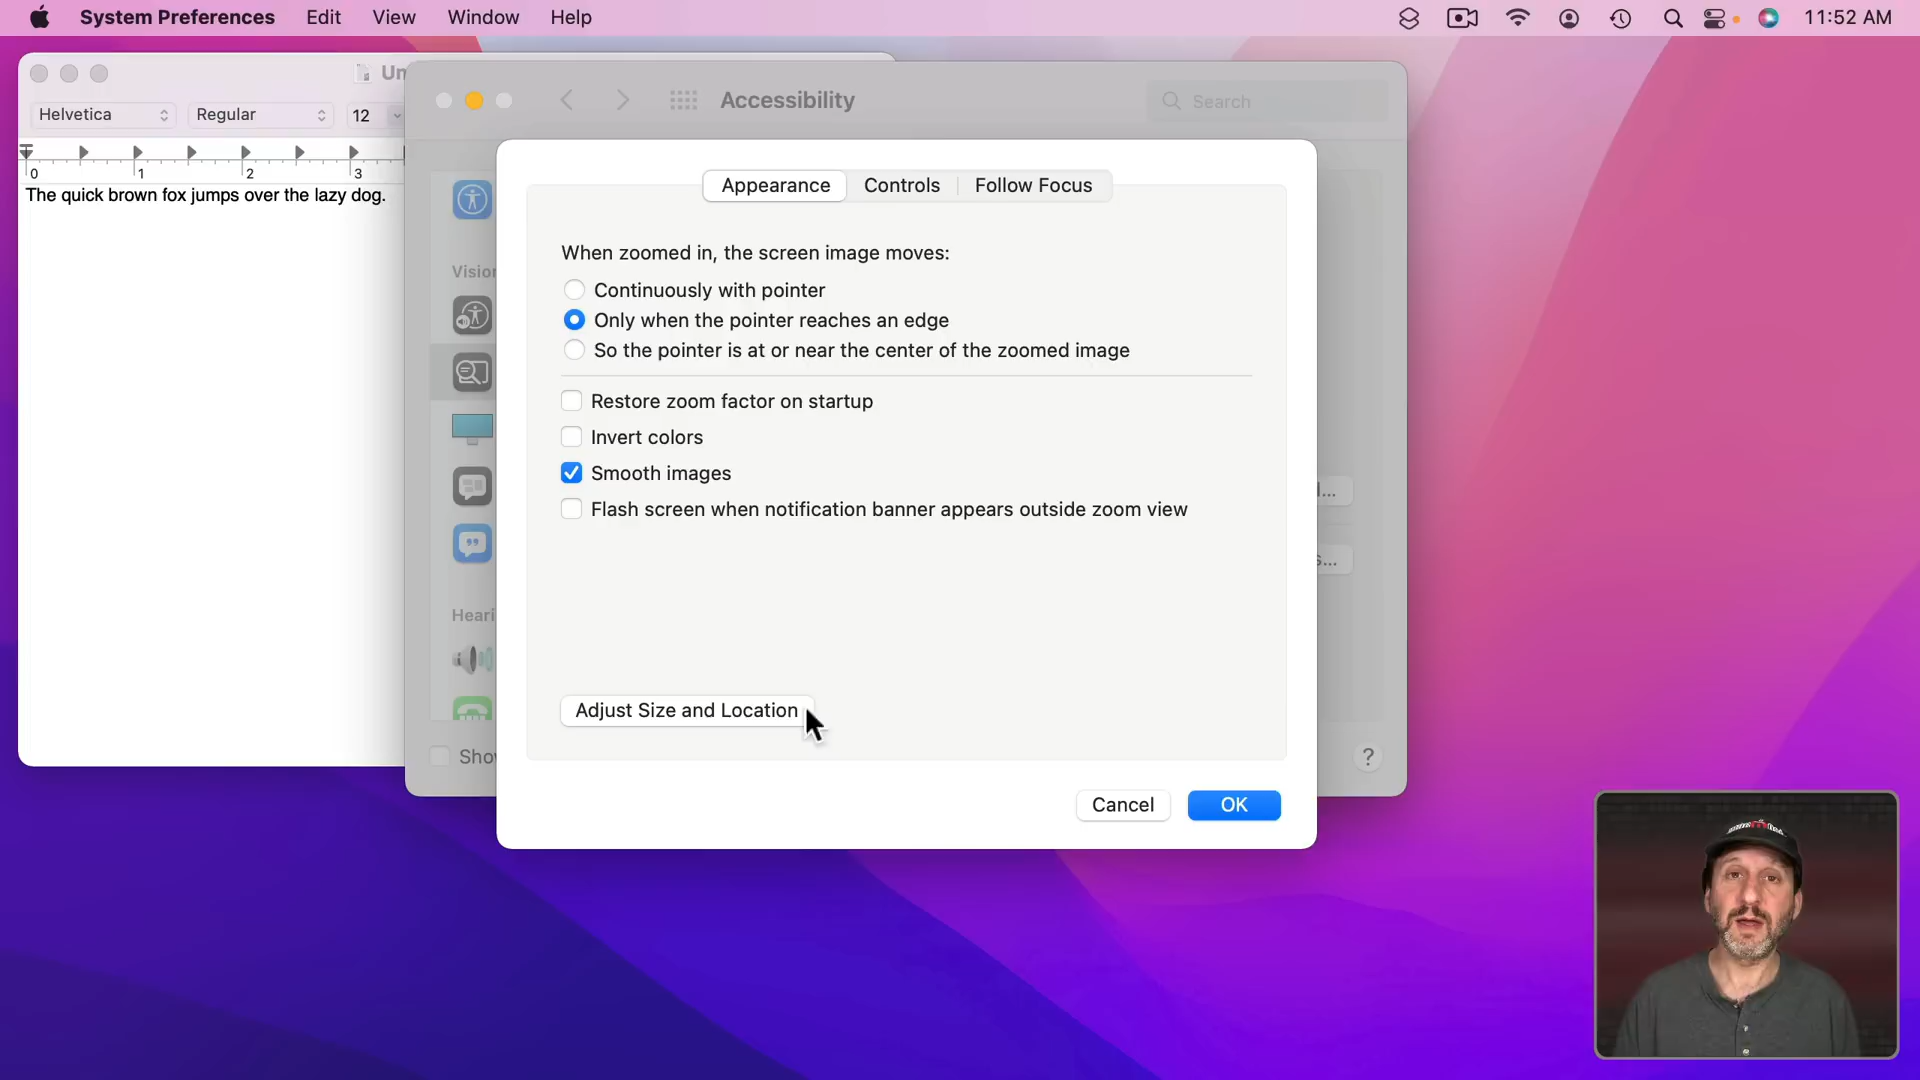 System Preferences Edit View Window Help 11:52 AM
Accessibility Search
Helvetica Regular 12
0 1 2 3
The quick brown fox jumps over the lazy dog.
Appearance Controls Follow Focus
When zoomed in, the screen image moves:
Continuously with pointer
Only when the pointer reaches an edge
So the pointer is at or near the center of the zoomed image
Restore zoom factor on startup
Invert colors
Smooth images
Flash screen when notification banner appears outside zoom view
Adjust Size and Location
?
Cancel OK